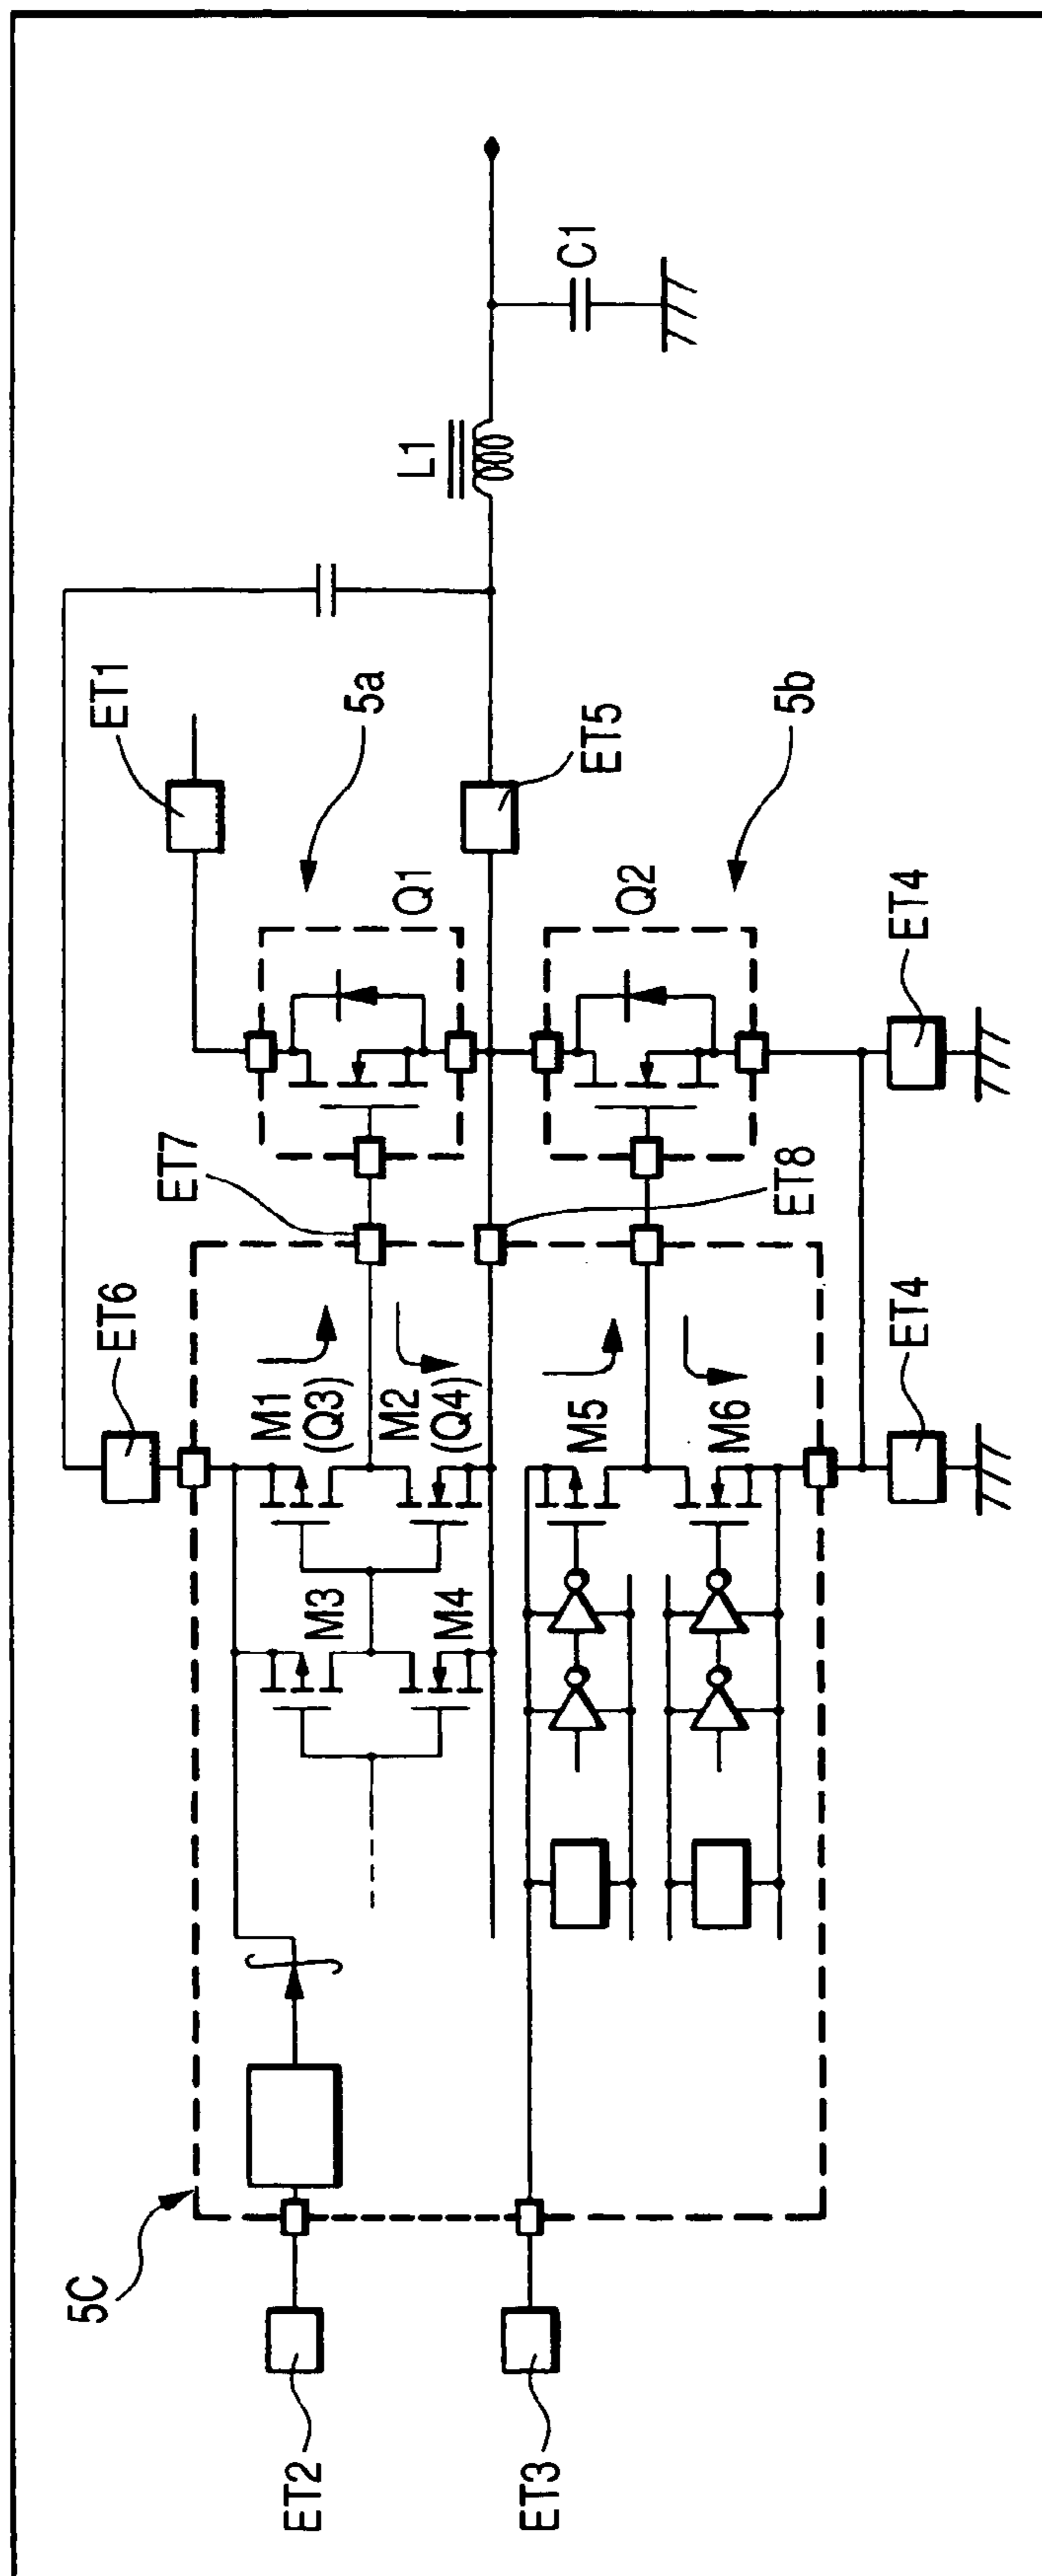 ET1
5a
L1
C1
ET6
ET7
Q1
ET5
M1
(Q3)
M2
(Q4)
M3
M4
ET8
Q2
5b
M5
M6
ET4
ET4
5C
ET2
ET3